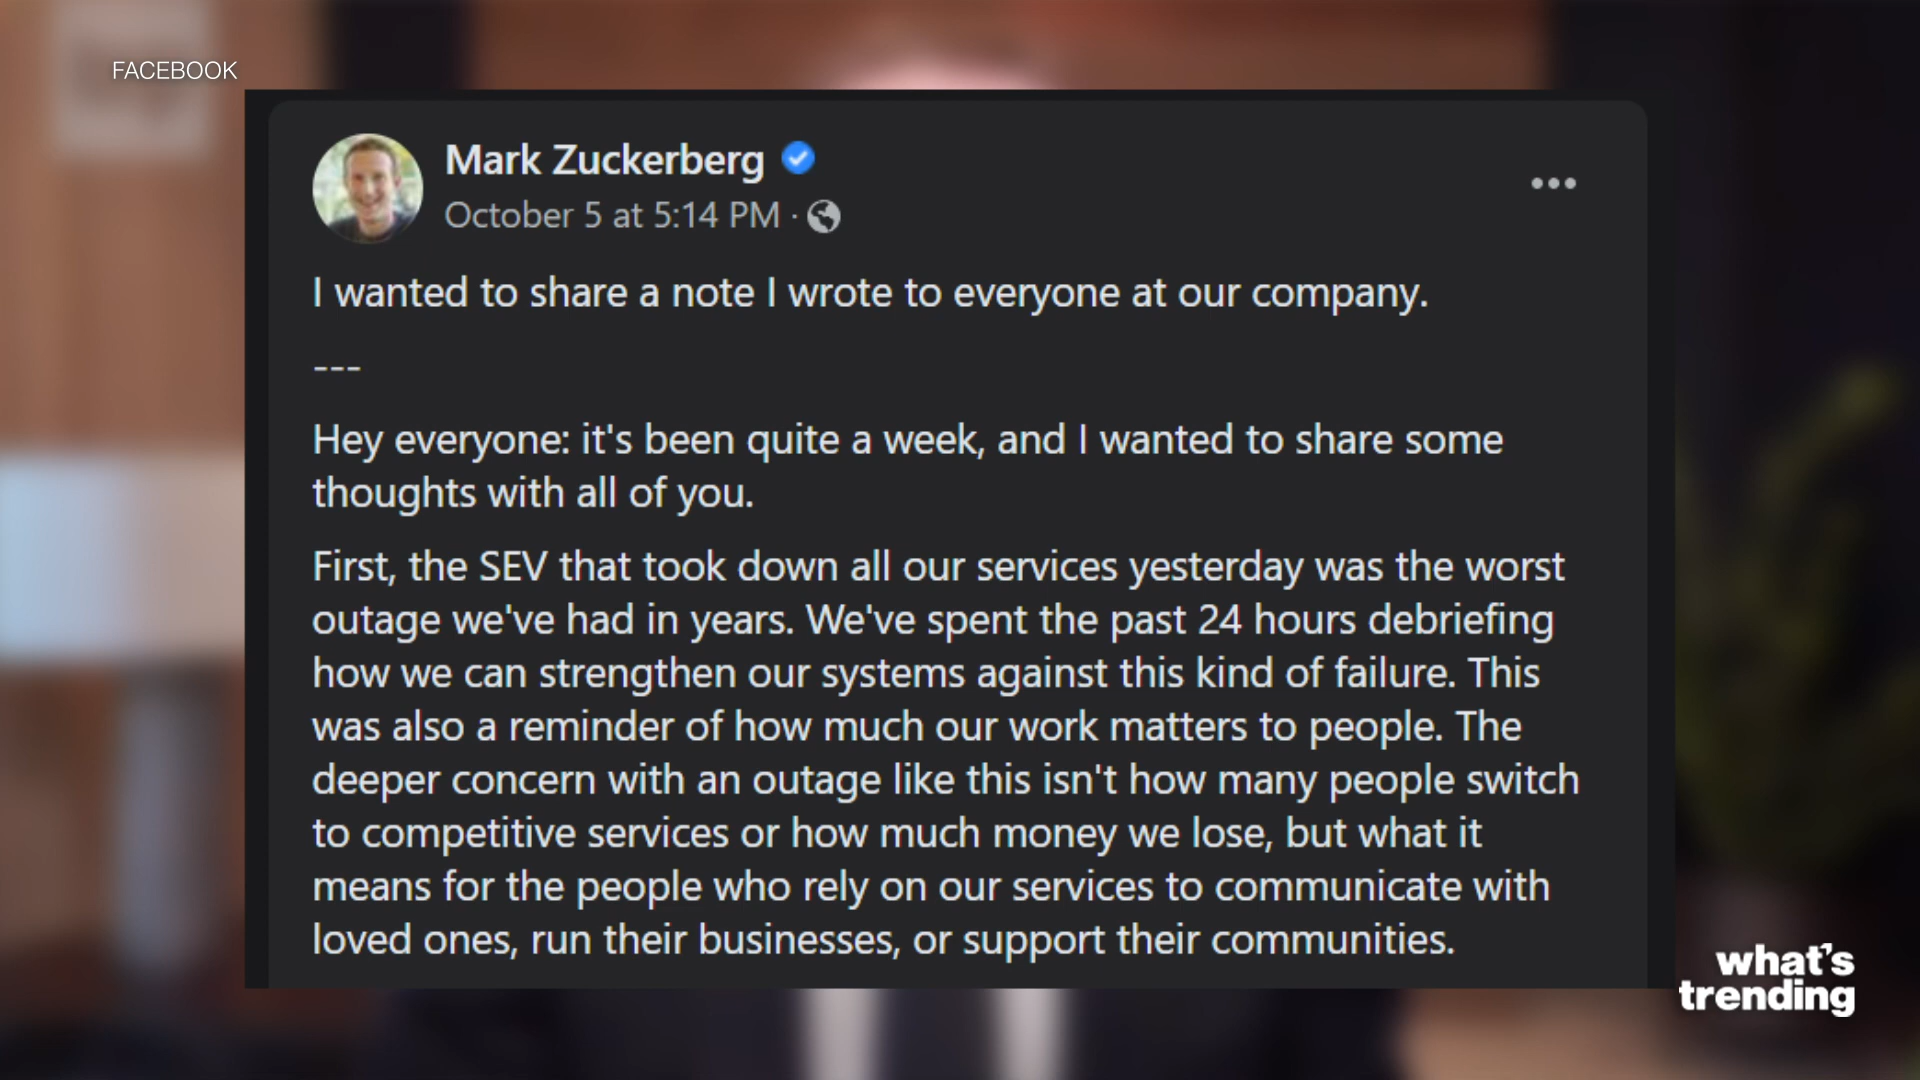 FACEBOOK
Mark Zuckerberg
October 5 at 5:14 PM ·
I wanted to share a note I wrote to everyone at our company.
---
Hey everyone: it's been quite a week, and I wanted to share some
thoughts with all of you.
First, the SEV that took down all our services yesterday was the worst
outage we've had in years. We've spent the past 24 hours debriefing
how we can strengthen our systems against this kind of failure. This
was also a reminder of how much our work matters to people. The
deeper concern with an outage like this isn't how many people switch
to competitive services or how much money we lose, but what it
means for the people who rely on our services to communicate with
loved ones, run their businesses, or support their communities.
what's
trending